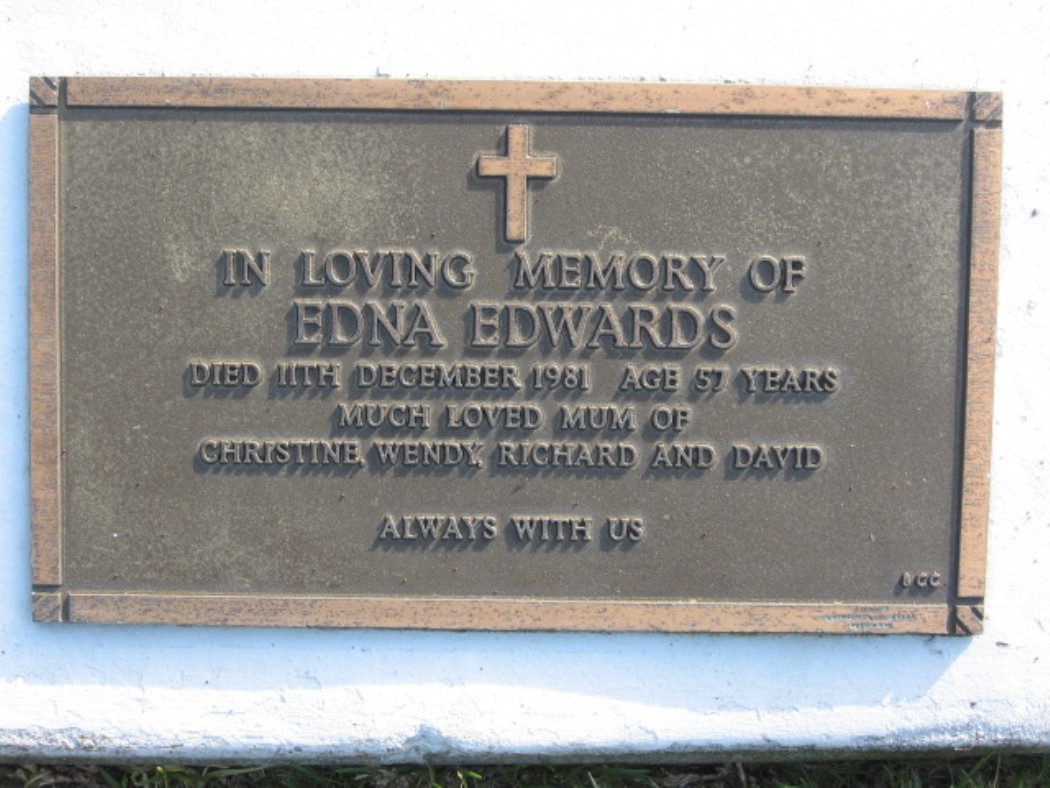 IN LOVING MEMORY OF
EDNA EDWARDS
DIED 11TH DECEMBER 1981 AGE 57 YEARS
MUCH LOVED MUM OF
CHRISTINE, WENDY, RICHARD AND DAVID
ALWAYS WITH US